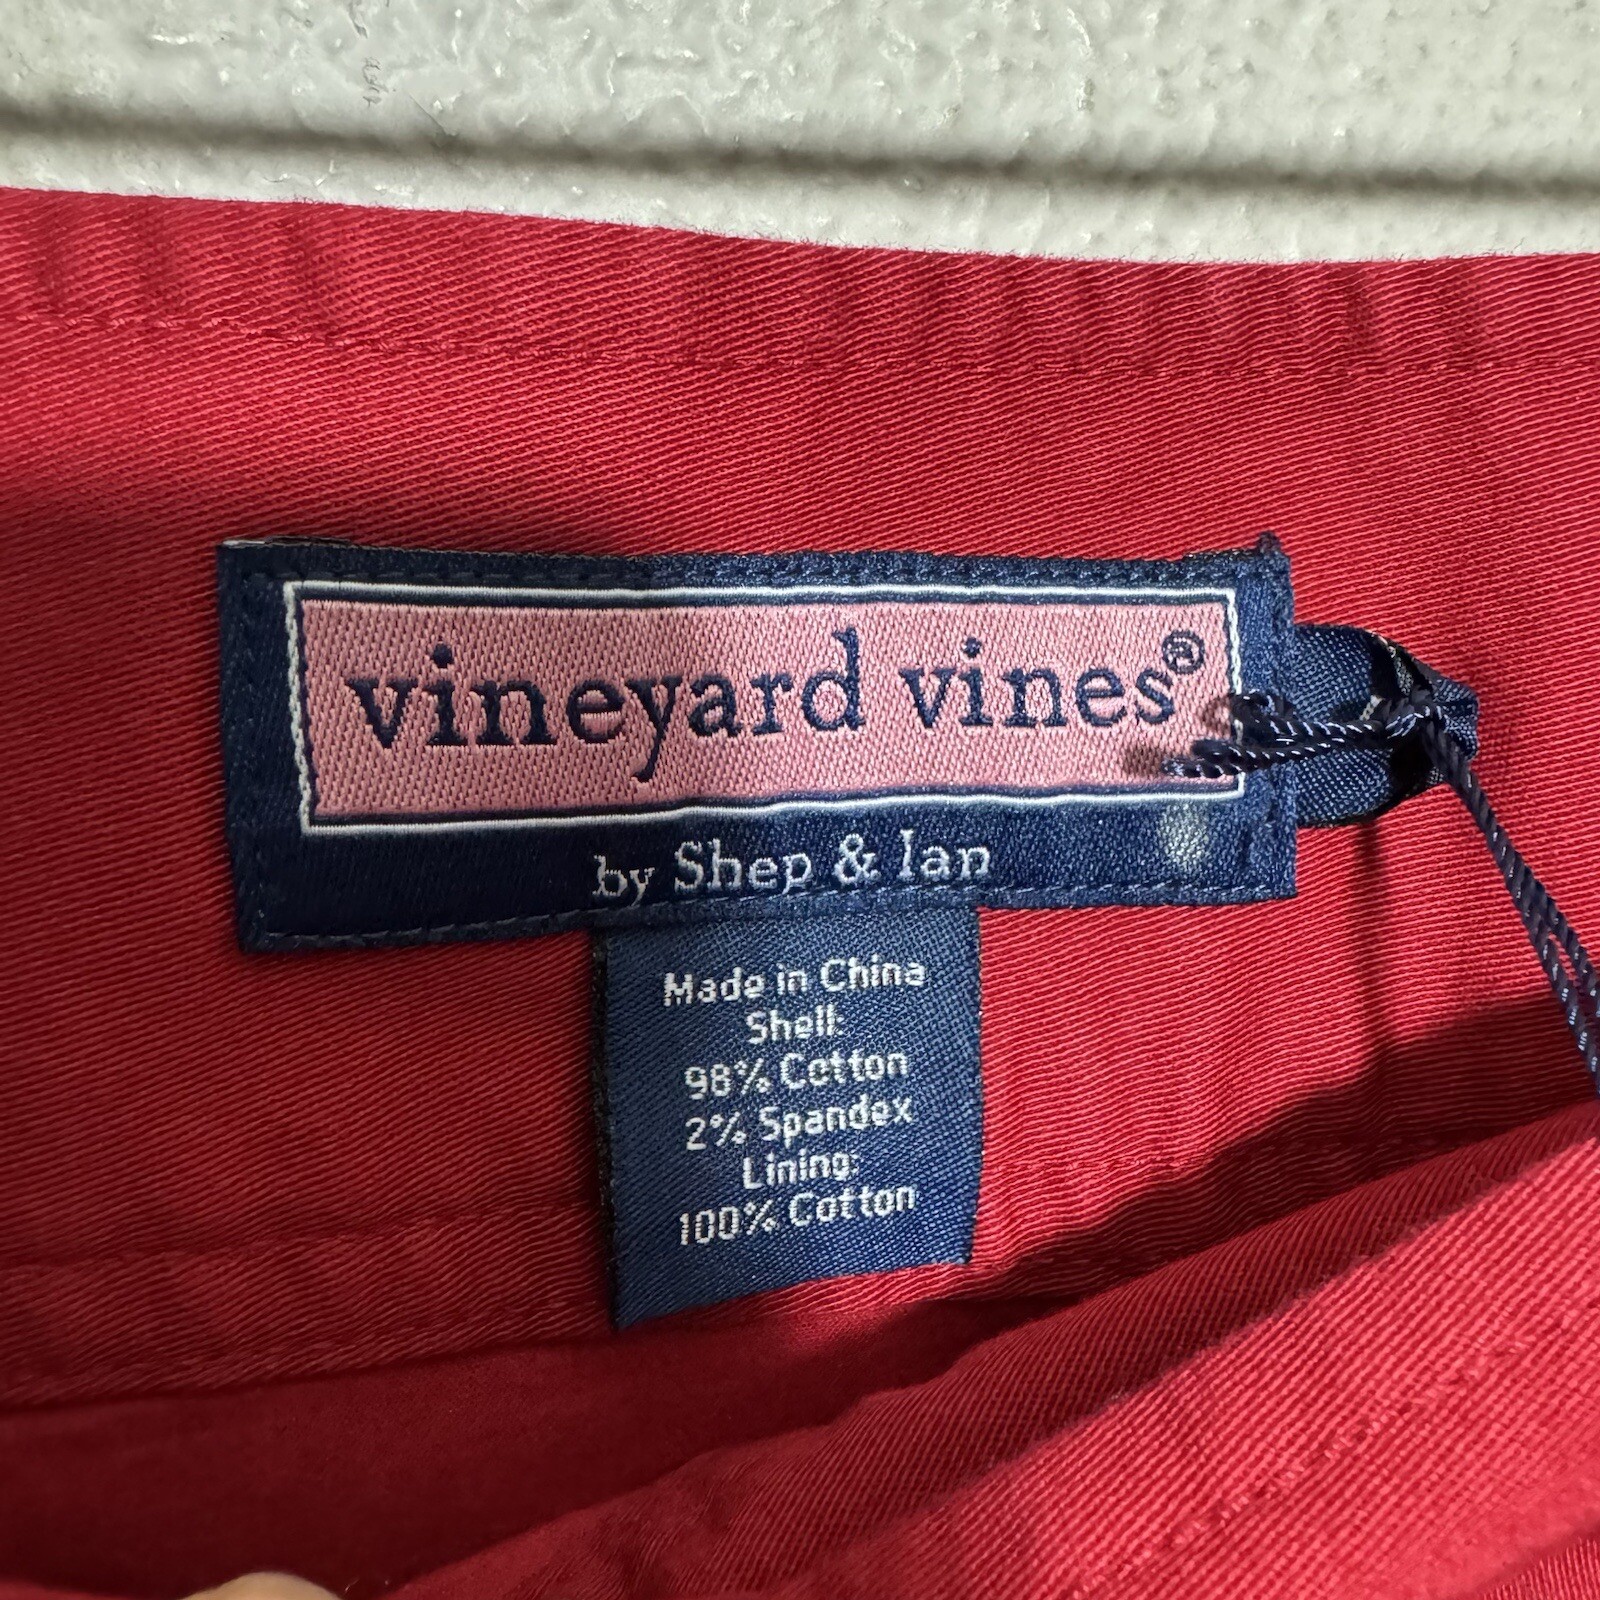 vineyard vines®
by Shep & Ian
Made in China
Shell:
98% Cotton
2% Spandex
Lining:
100% Cotton